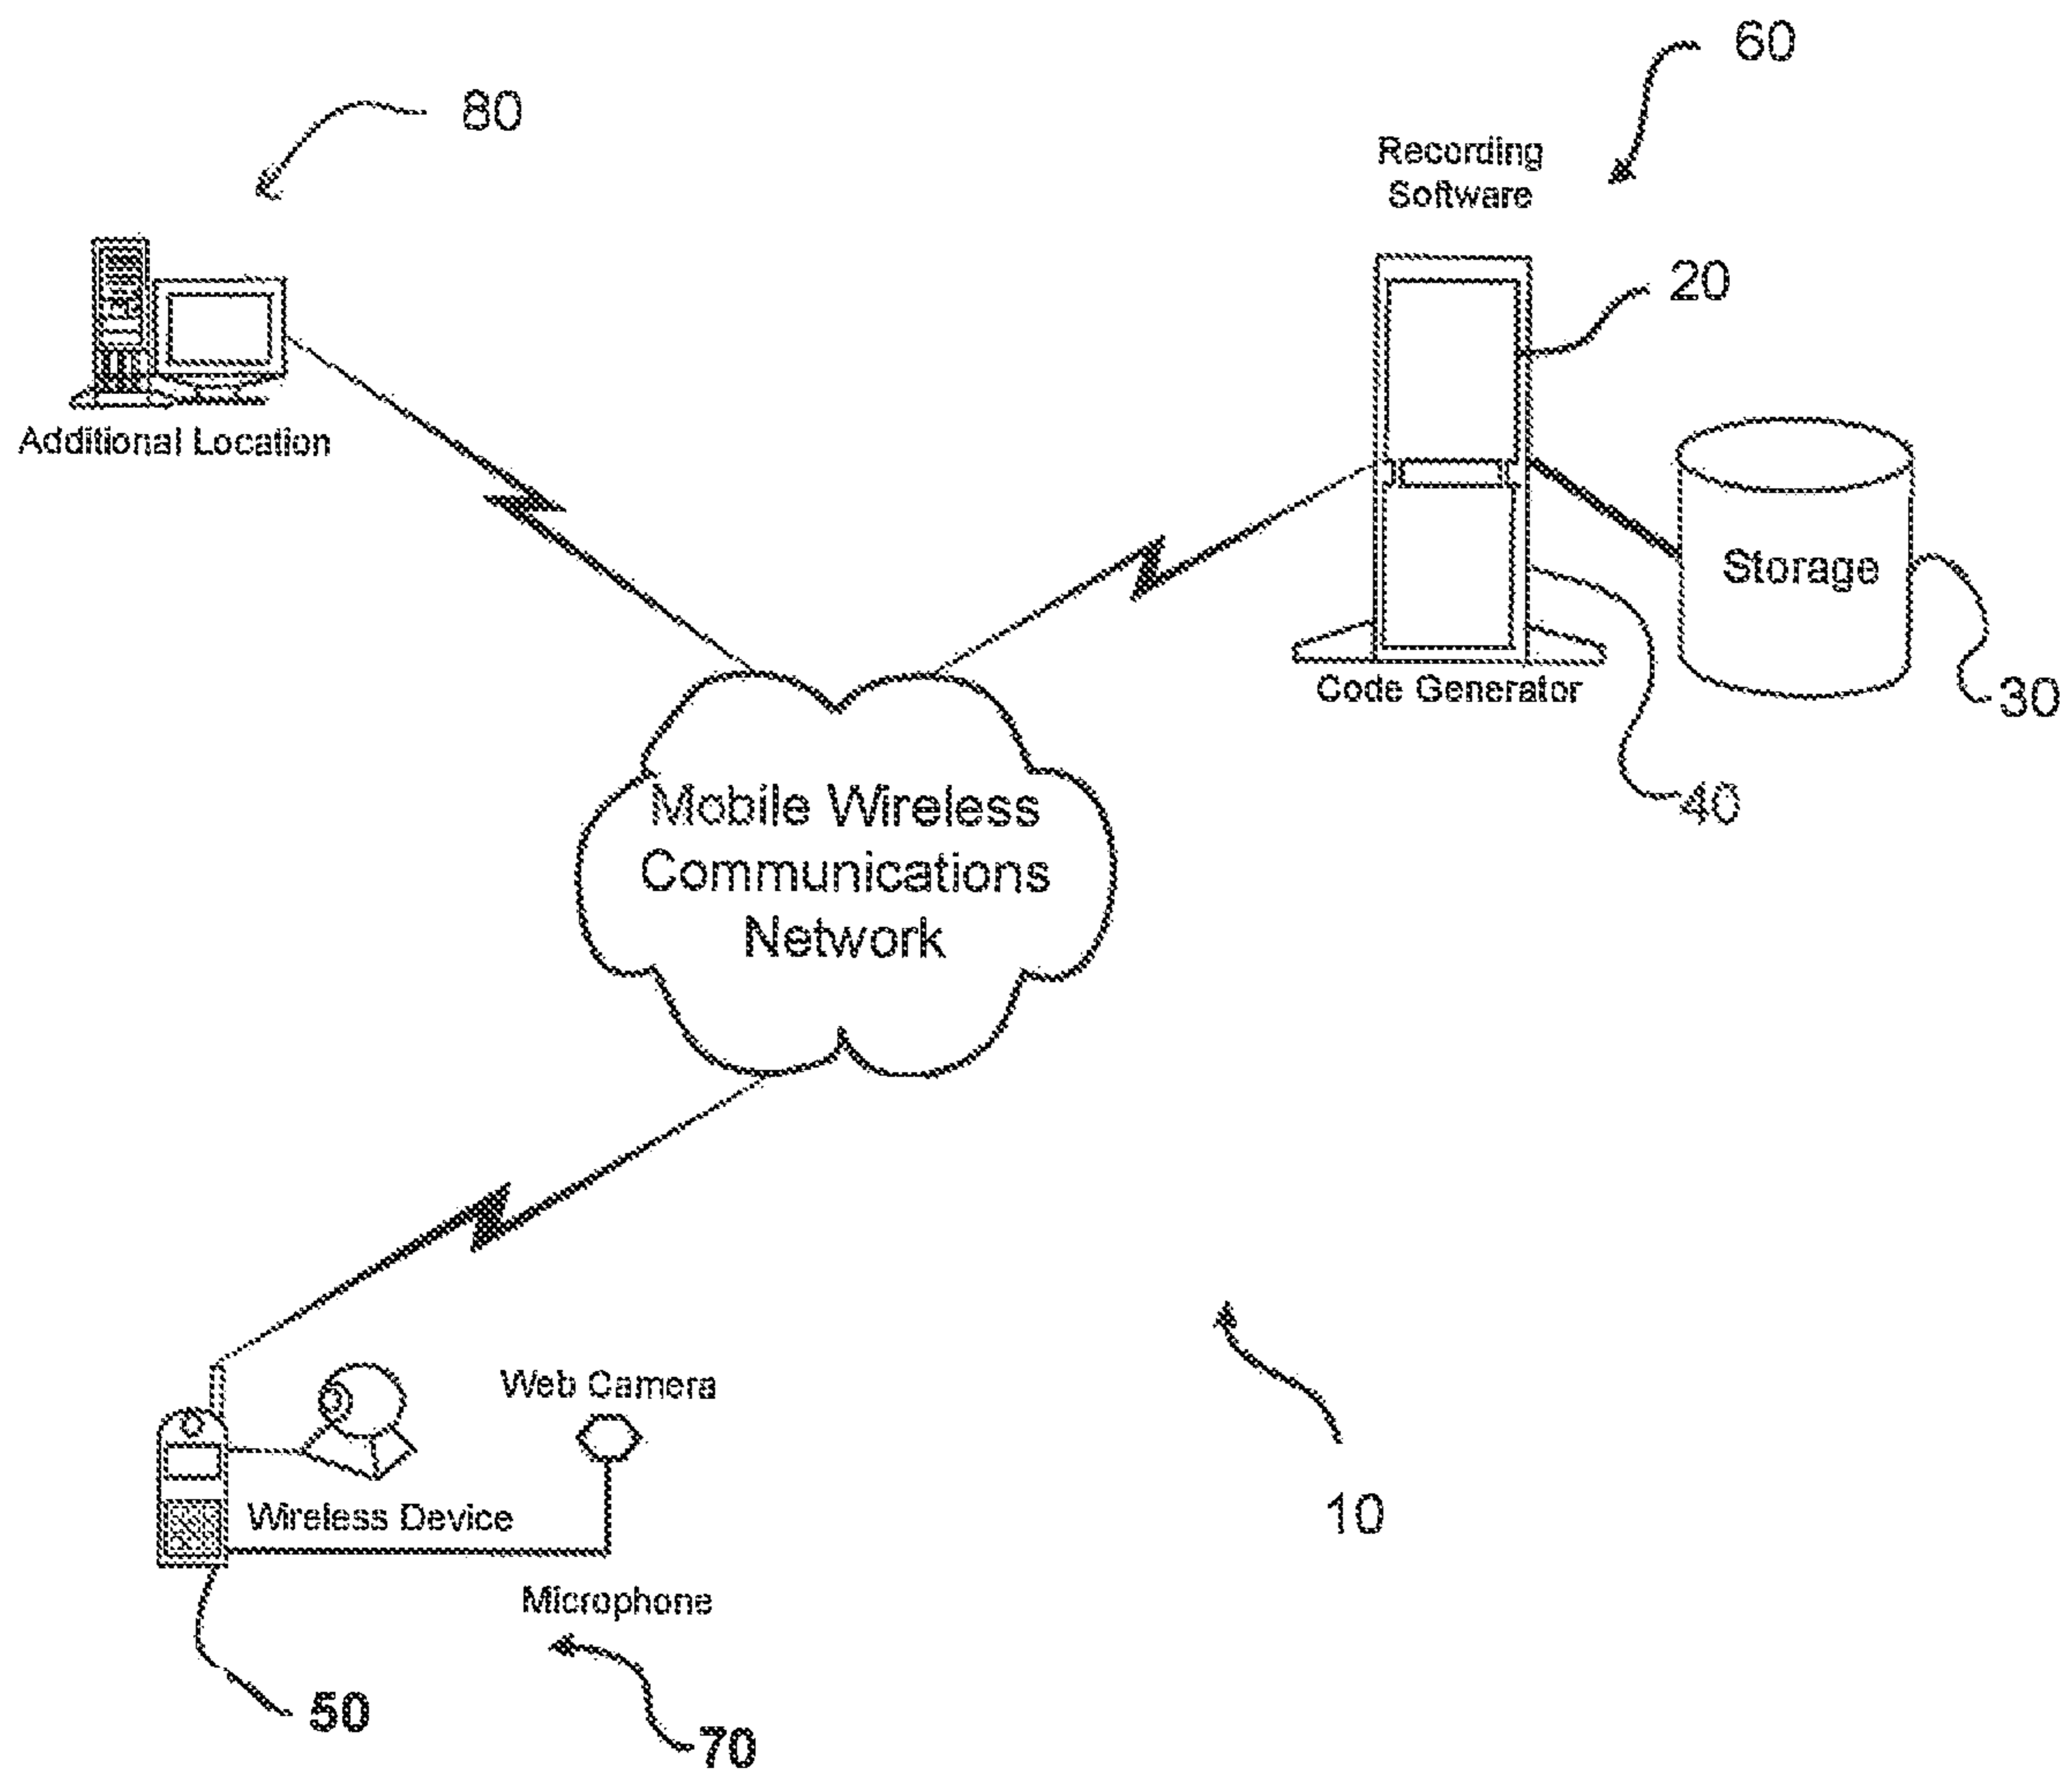 60
80
Recording
Software
20
Additional Location
Storage
Code Generator
30
40
Mobile Wireless
Communications
Network
Web Camera
10
Wireless Device
Microphone
50
70